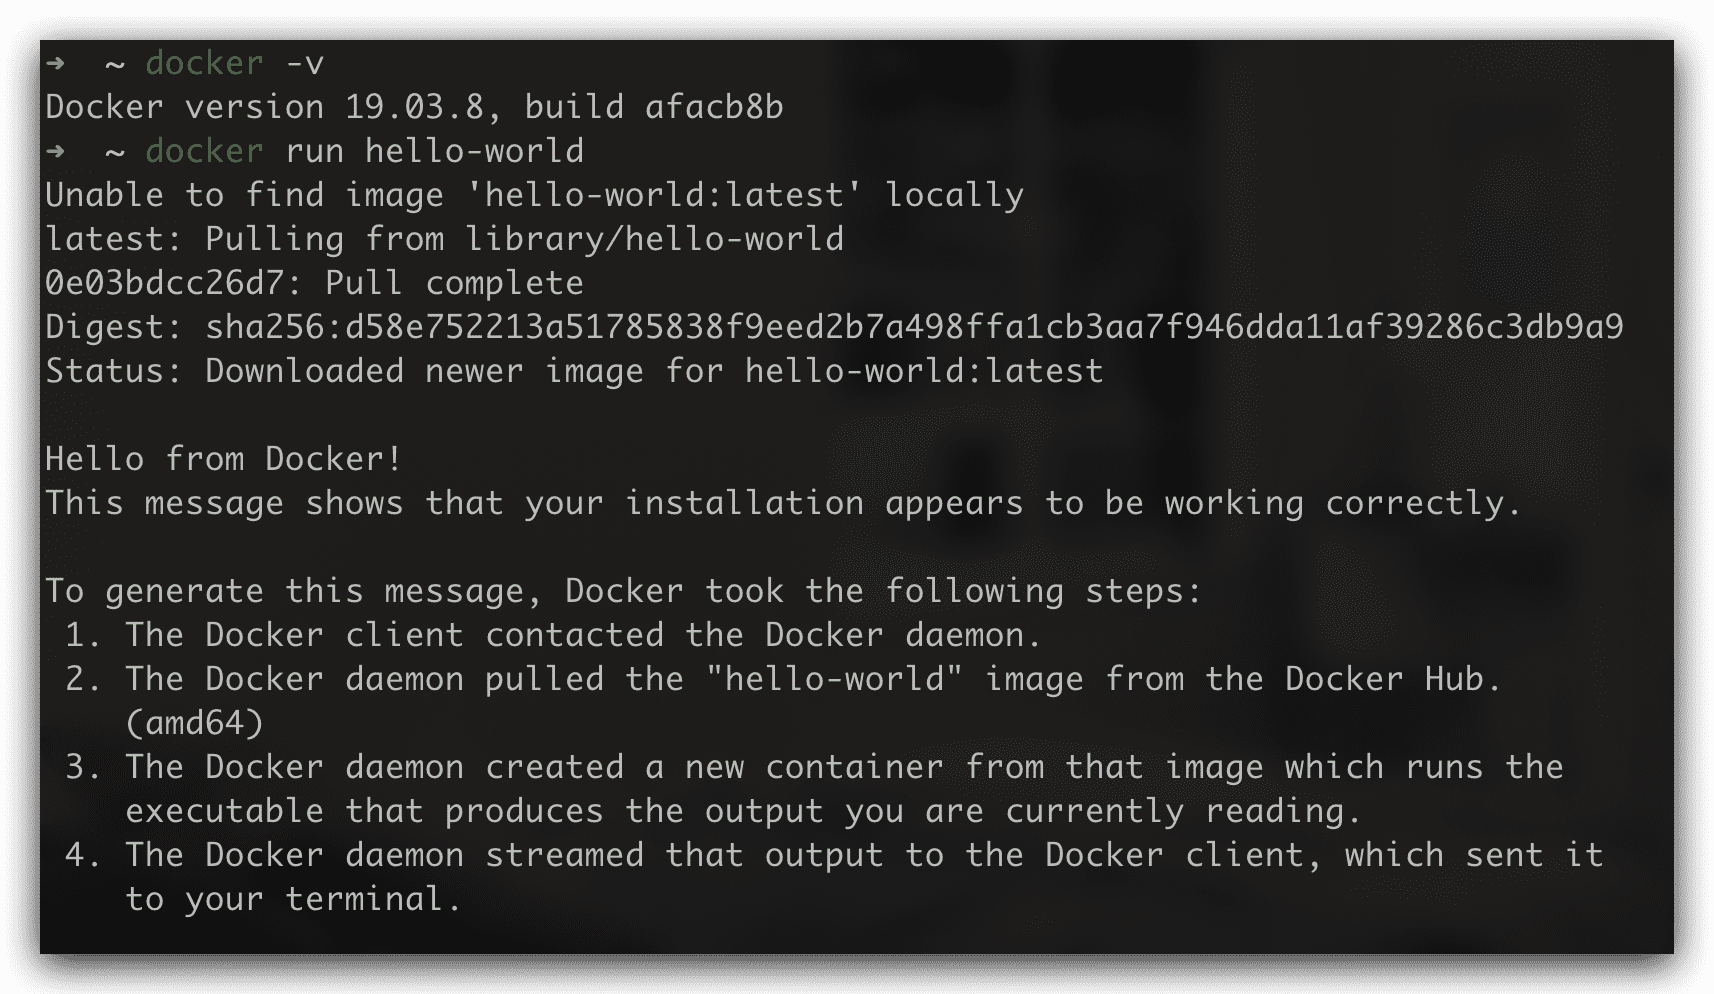 ➜  ~ docker -v
Docker version 19.03.8, build afacb8b
➜  ~ docker run hello-world
Unable to find image 'hello-world:latest' locally
latest: Pulling from library/hello-world
0e03bdcc26d7: Pull complete
Digest: sha256:d58e752213a51785838f9eed2b7a498ffa1cb3aa7f946dda11af39286c3db9a9
Status: Downloaded newer image for hello-world:latest

Hello from Docker!
This message shows that your installation appears to be working correctly.

To generate this message, Docker took the following steps:
 1. The Docker client contacted the Docker daemon.
 2. The Docker daemon pulled the "hello-world" image from the Docker Hub.
    (amd64)
 3. The Docker daemon created a new container from that image which runs the
    executable that produces the output you are currently reading.
 4. The Docker daemon streamed that output to the Docker client, which sent it
    to your terminal.